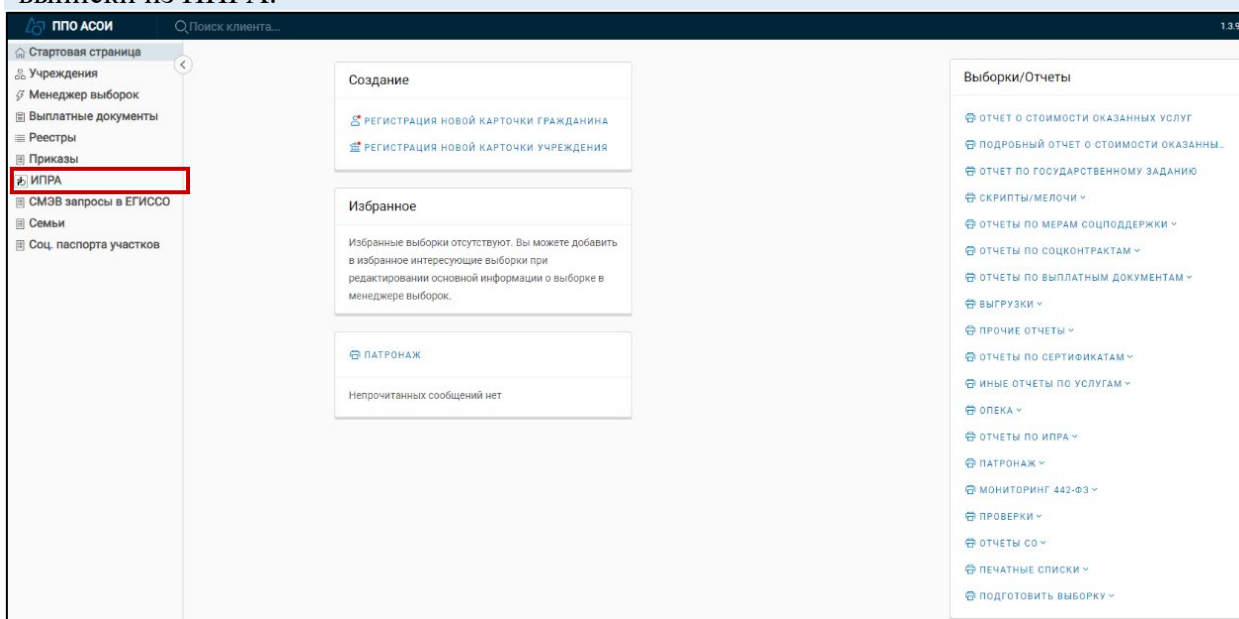 выписки из ИПРА.
ППО АСОИ
Поиск клиента...
1.3.9
Стартовая страница
Учреждения
Менеджер выборок
Выплатные документы
Реестры
Приказы
ИПРА
СМЭВ запросы в ЕГИССО
Семьи
Соц. паспорта участков
Создание
РЕГИСТРАЦИЯ НОВОЙ КАРТОЧКИ ГРАЖДАНИНА
РЕГИСТРАЦИЯ НОВОЙ КАРТОЧКИ УЧРЕЖДЕНИЯ
Избранное
Избранные выборки отсутствуют. Вы можете добавить
в избранное интересующие выборки при
редактировании основной информации о выборке в
менеджере выборок.
ПАТРОНАЖ
Непрочитанных сообщений нет
Выборки/Отчеты
ОТЧЕТ О СТОИМОСТИ ОКАЗАННЫХ УСЛУГ
ПОДРОБНЫЙ ОТЧЕТ О СТОИМОСТИ ОКАЗАННЫ...
ОТЧЕТ ПО ГОСУДАРСТВЕННОМУ ЗАДАНИЮ
СКРИПТЫ/МЕЛОЧИ
ОТЧЕТЫ ПО МЕРАМ СОЦПОДДЕРЖКИ
ОТЧЕТЫ ПО СОЦКОНТРАКТАМ
ОТЧЕТЫ ПО ВЫПЛАТНЫМ ДОКУМЕНТАМ
ВЫГРУЗКИ
ПРОЧИЕ ОТЧЕТЫ
ОТЧЕТЫ ПО СЕРТИФИКАТАМ
ИНЫЕ ОТЧЕТЫ ПО УСЛУГАМ
ОПЕКА
ОТЧЕТЫ ПО ИПРА
ПАТРОНАЖ
МОНИТОРИНГ 442-ФЗ
ПРОВЕРКИ
ОТЧЕТЫ СО
ПЕЧАТНЫЕ СПИСКИ
ПОДГОТОВИТЬ ВЫБОРКУ